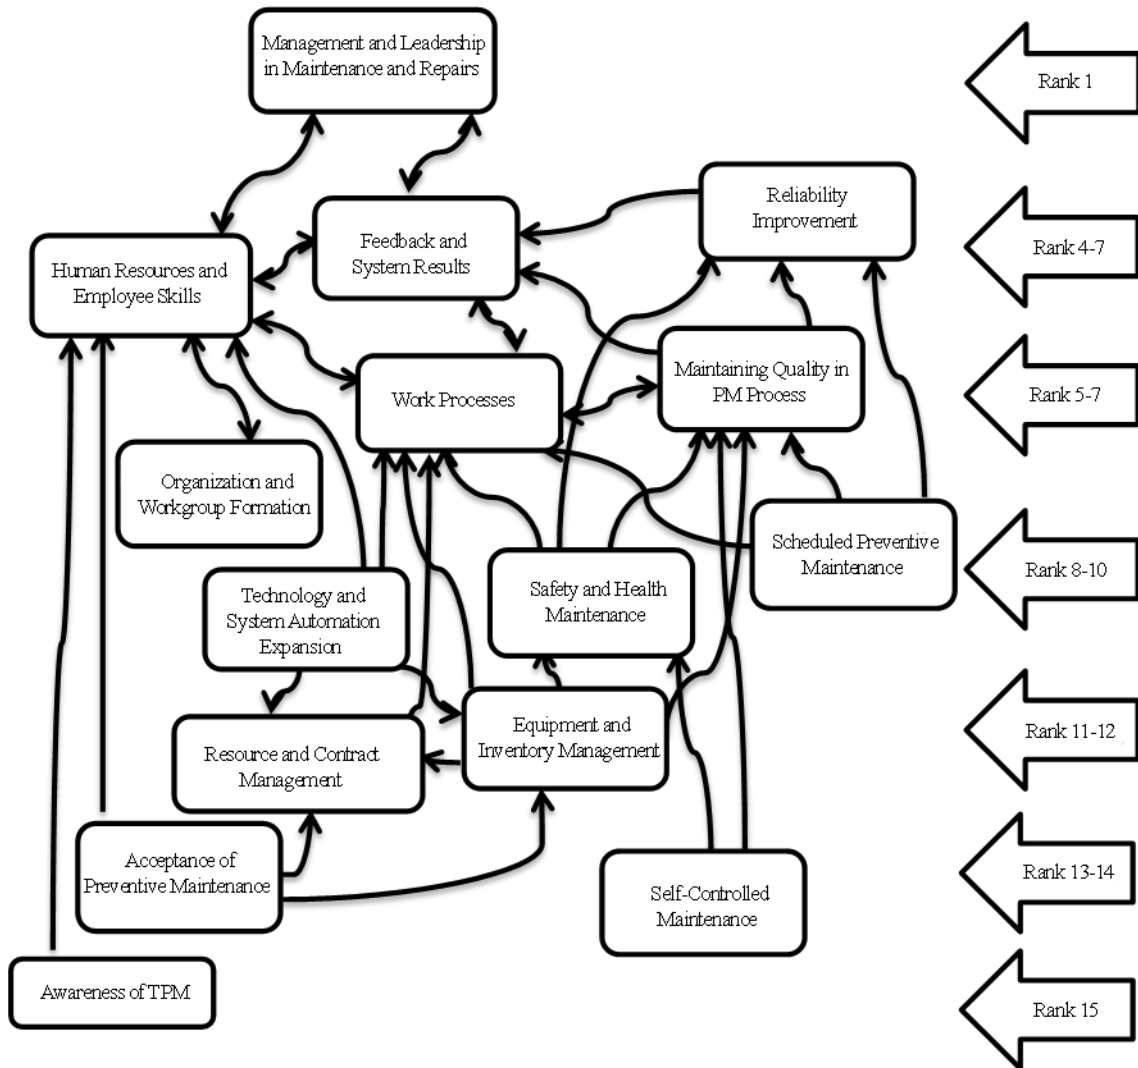 Management and Leadership
in Maintenance and Repairs
Rank 1
Reliability
Improvement
Feedback and
System Results
Human Resources and
Employee Skills
Rank 4-7
Maintaining Quality in
PM Process
Work Processes
Rank 5-7
Organization and
Workgroup Formation
Scheduled Preventive
Maintenance
Rank 8-10
Safety and Health
Maintenance
Technology and
System Automation
Expansion
Equipment and
Inventory Management
Resource and Contract
Management
Rank 11-12
Acceptance of
Preventive Maintenance
Self-Controlled
Maintenance
Rank 13-14
Awareness of TPM
Rank 15